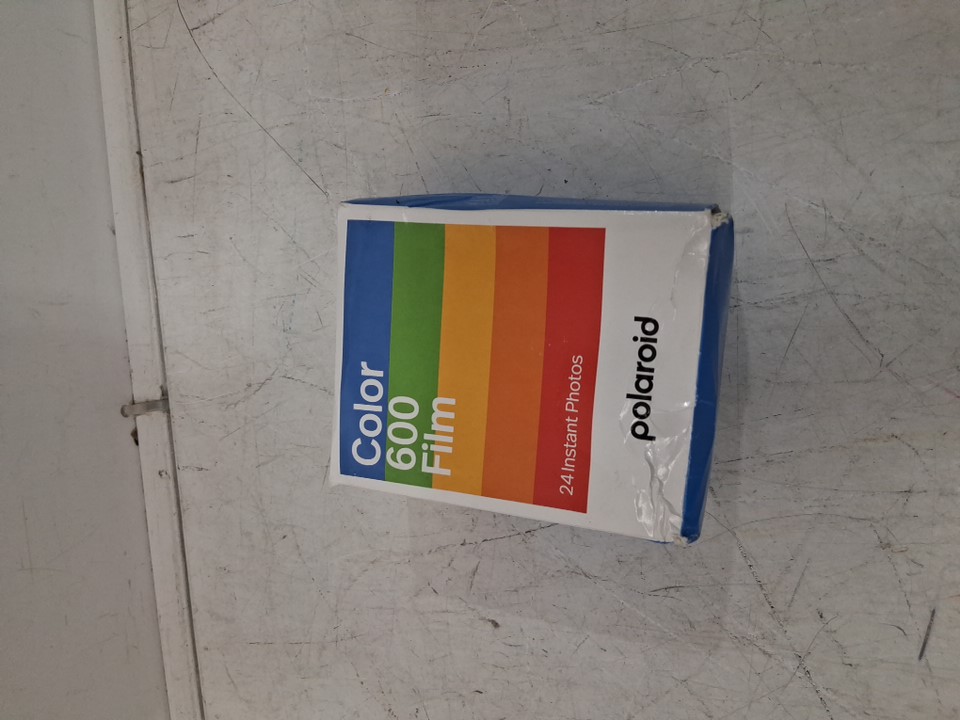 Color
600
Film
24 Instant Photos
polaroid